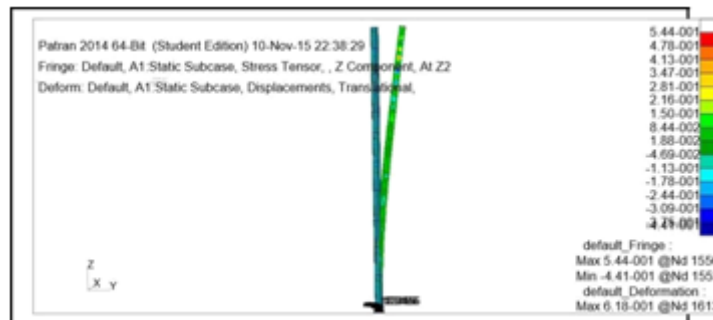 Patran 2014 64-Bit (Student Edition) 10-Nov-15 22:38:29
Fringe: Default, A1:Static Subcase, Stress Tensor, , Z Component, At Z2
Deform: Default, A1:Static Subcase, Displacements, Translational,
5.44-001
4.78-001
4.13-001
3.47-001
2.81-001
2.16-001
1.50-001
8.44-002
1.88-002
-4.69-002
-1.13-001
-1.78-001
-2.44-001
-3.09-001
-4.41-001
default_Fringe :
Max 5.44-001 @Nd
Min -4.41-001 @Nd
default_Deformation :
Max 6.18-001 @Nd
Z
X Y